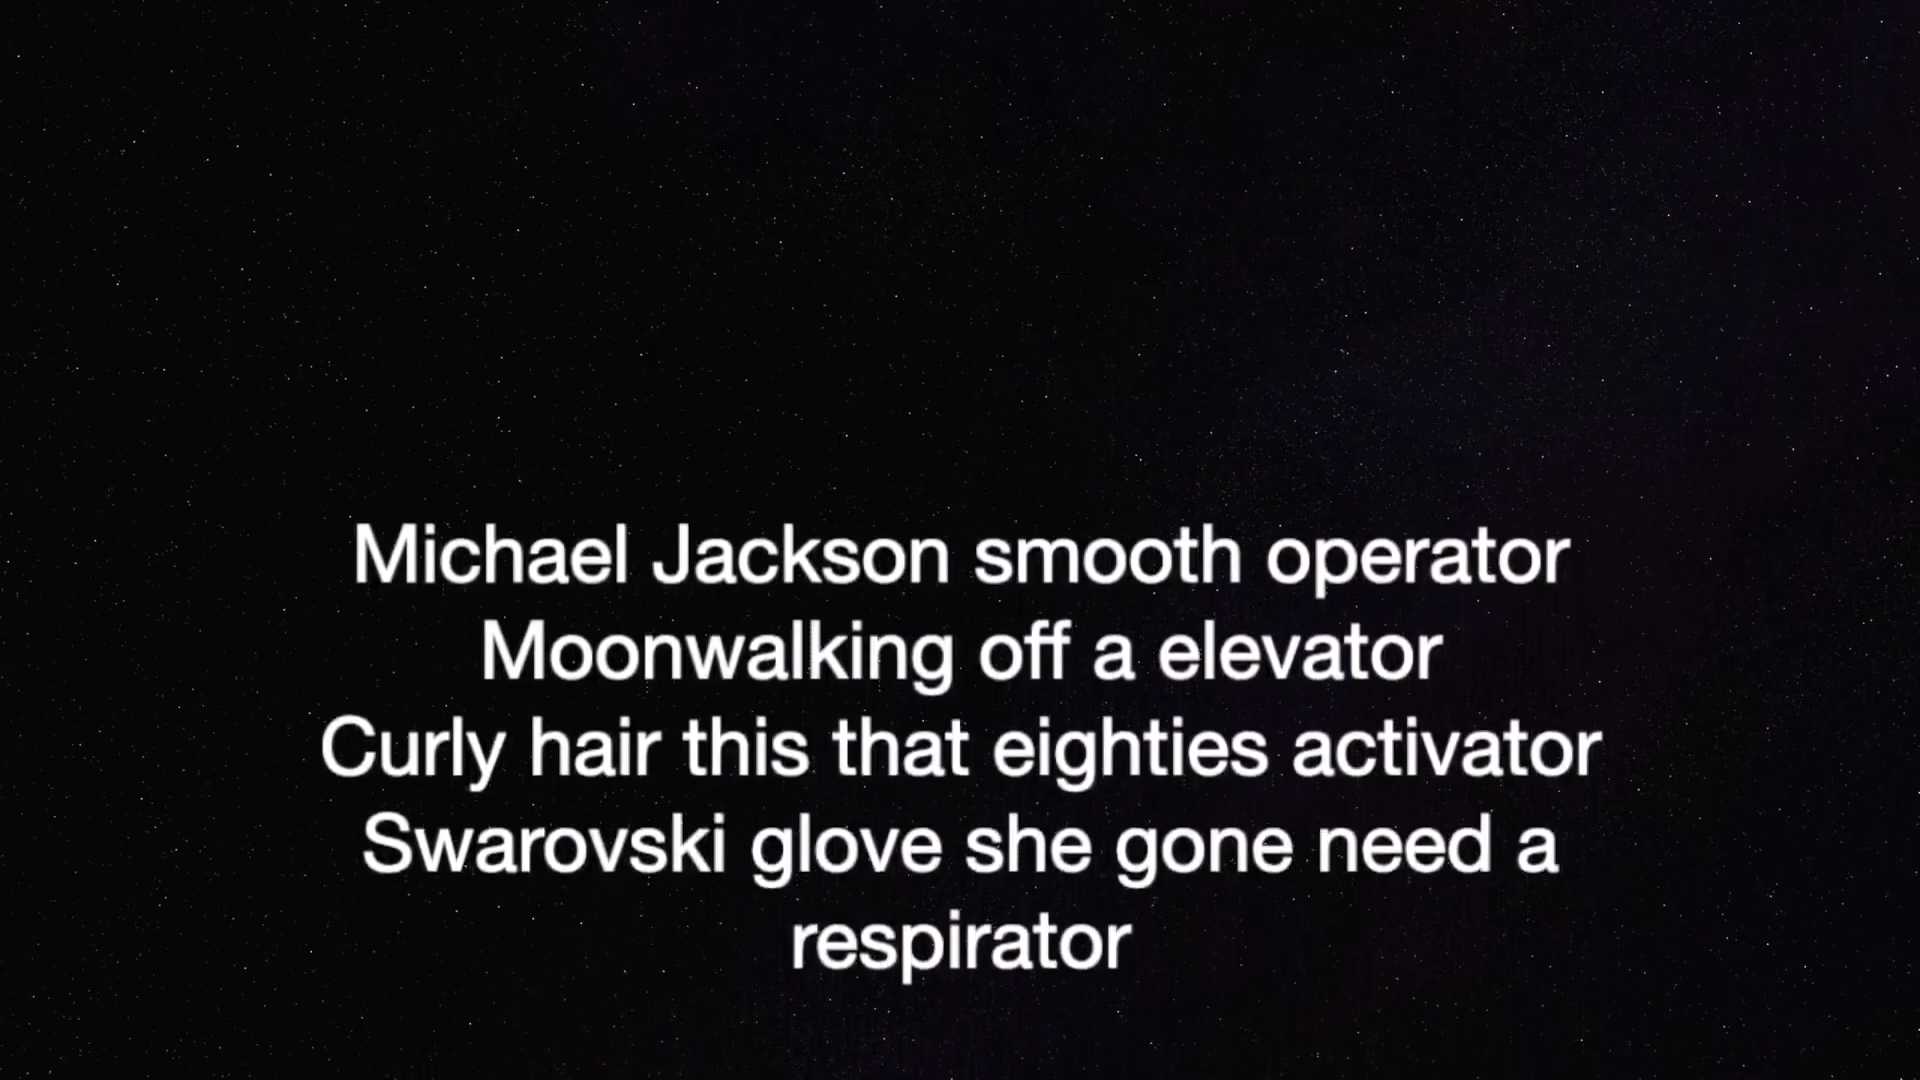 Michael Jackson smooth operator
Moonwalking off a elevator
Curly hair this that eighties activator
Swarovski glove she gone need a
respirator